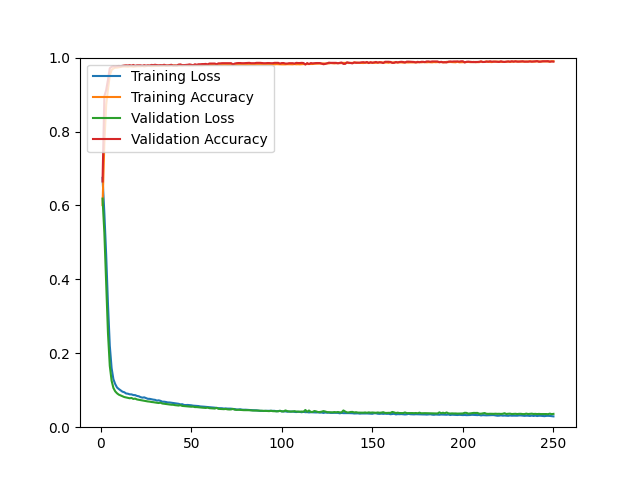 1.0
0.8
0.6
0.4
0.2
0.0
Training Loss
Training Accuracy
Validation Loss
Validation Accuracy
0 50 100 150 200 250